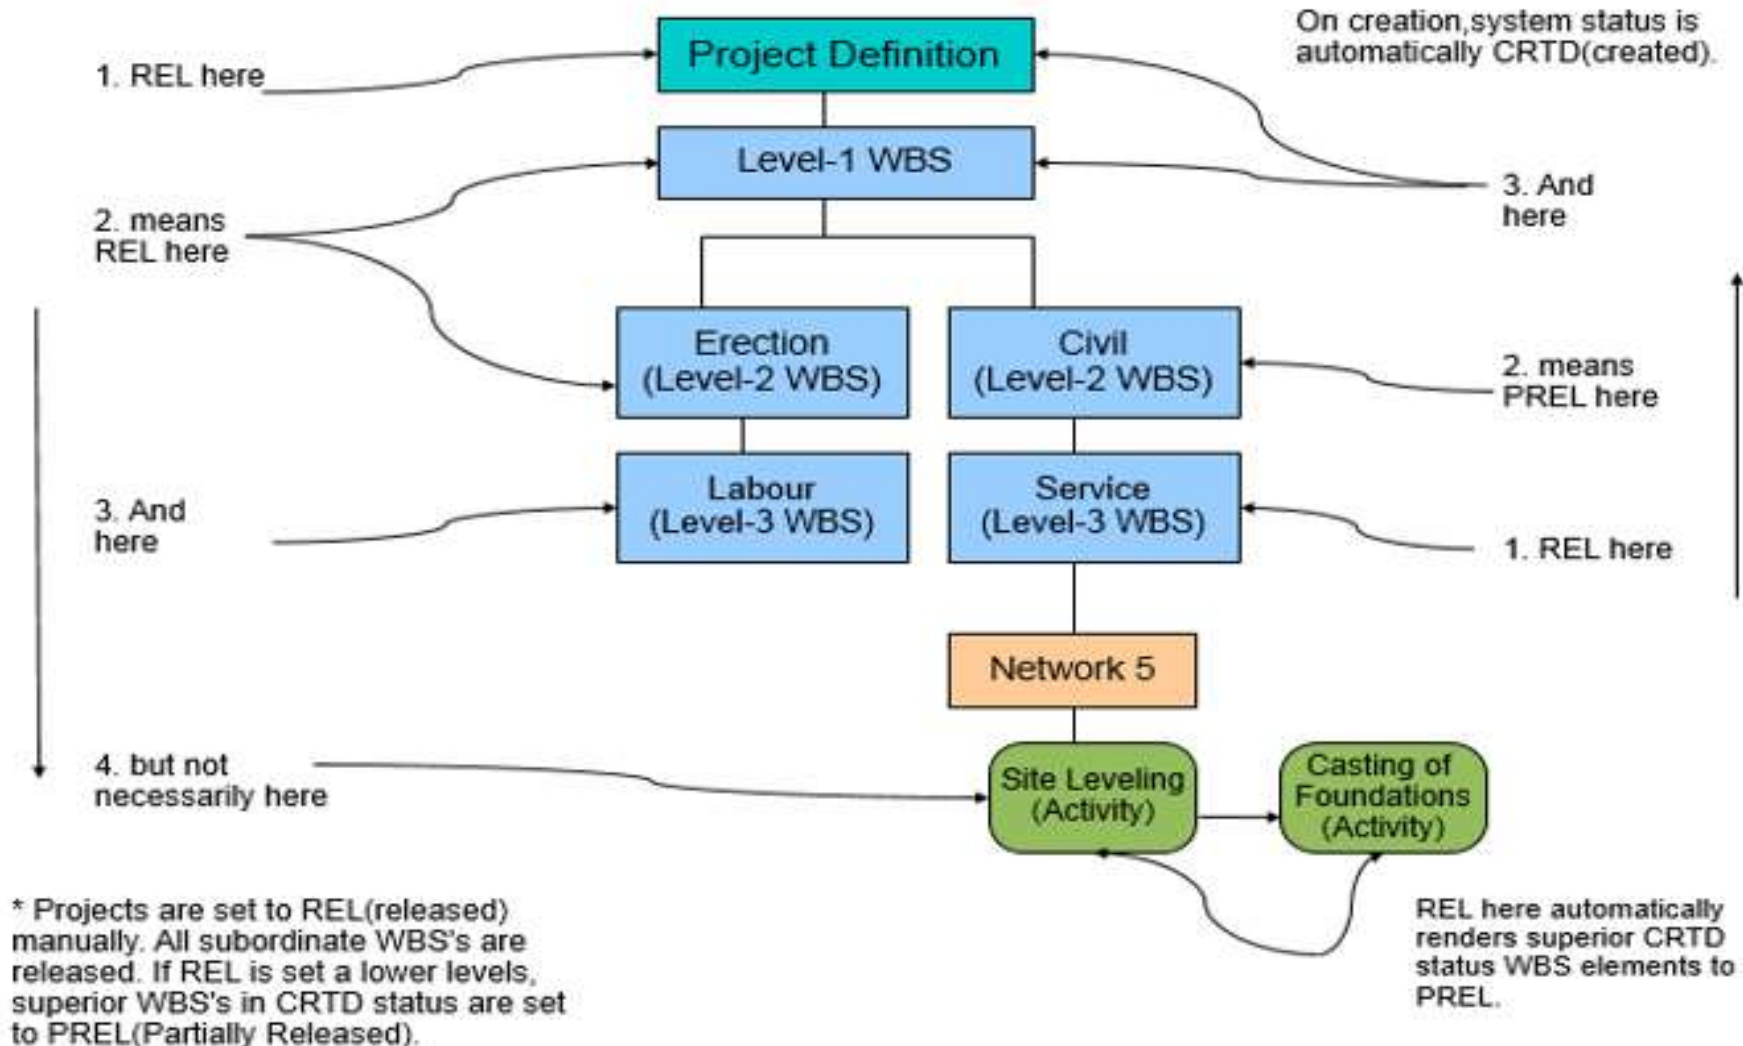 On creation,system status is
automatically CRTD(created).
Project Definition
1. REL here
Level-1 WBS
3. And
here
2. means
REL here
Erection
(Level-2 WBS)
Civil
(Level-2 WBS)
2. means
PREL here
Labour
(Level-3 WBS)
Service
(Level-3 WBS)
3. And
here
1. REL here
Network 5
4. but not
necessarily here
Site Leveling
(Activity)
Casting of
Foundations
(Activity)
* Projects are set to REL(released)
manually. All subordinate WBS's are
released. If REL is set a lower levels,
superior WBS's in CRTD status are set
to PREL(Partially Released).
REL here automatically
renders superior CRTD
status WBS elements to
PREL.